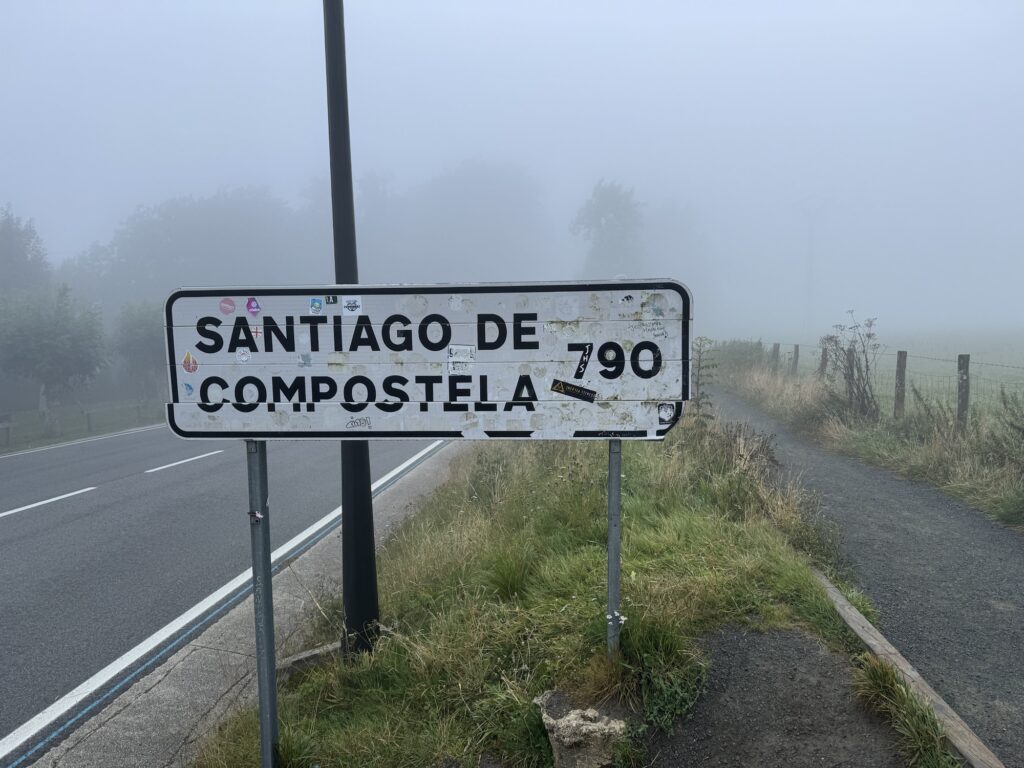 SANTIAGO DE
COMPOSTELA 790